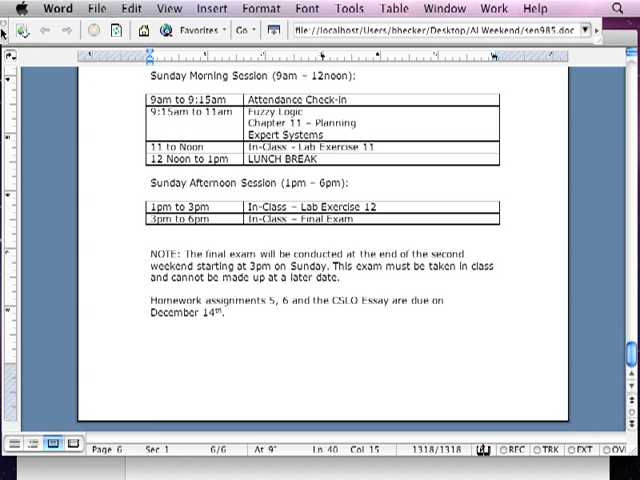 Word File Edit View Insert Format Font Tools Table Window Work Help
Favorites Go file://localhost/Users/bhecker/Desktop/AI Weekend/sen985.doc
Sunday Morning Session (9am – 12noon):
9am to 9:15am Attendance Check-in
9:15am to 11am Fuzzy Logic
Chapter 11 – Planning
Expert Systems
11 to Noon In-Class - Lab Exercise 11
12 Noon to 1pm LUNCH BREAK
Sunday Afternoon Session (1pm – 6pm):
1pm to 3pm In-Class – Lab Exercise 12
3pm to 6pm In-Class – Final Exam
NOTE: The final exam will be conducted at the end of the second
weekend starting at 3pm on Sunday. This exam must be taken in class
and cannot be made up at a later date.
Homework assignments 5, 6 and the CSLO Essay are due on
December 14th.
Page 6 Sec 1 6/6 At 9" Ln 40 Col 15 1318/1318 REC TRK EXT OV